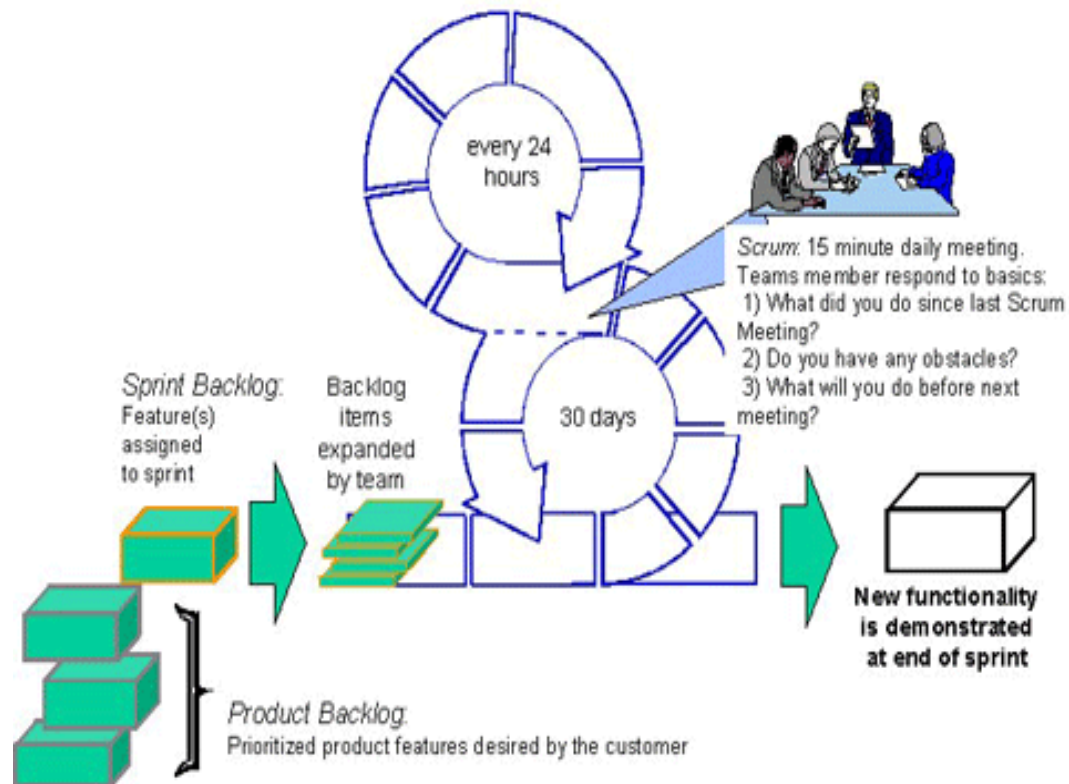 every 24
hours
Scrum: 15 minute daily meeting.
Teams member respond to basics:
1) What did you do since last Scrum
Meeting?
2) Do you have any obstacles?
3) What will you do before next
meeting?
Sprint Backlog:
Feature(s)
assigned
to sprint
Backlog
items
expanded
by team
30 days
New functionality
is demonstrated
at end of sprint
Product Backlog:
Prioritized product features desired by the customer